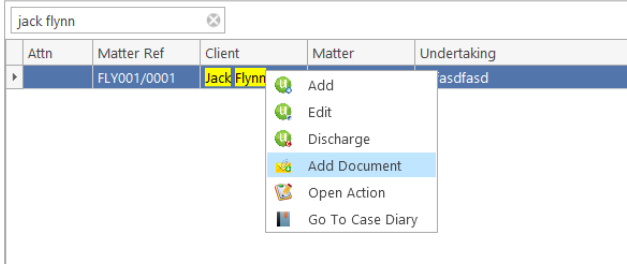 jack flynn
Attn Matter Ref Client Matter Undertaking
FLY001/0001 Jack Flynn asdfasd
Add
Edit
Discharge
Add Document
Open Action
Go To Case Diary